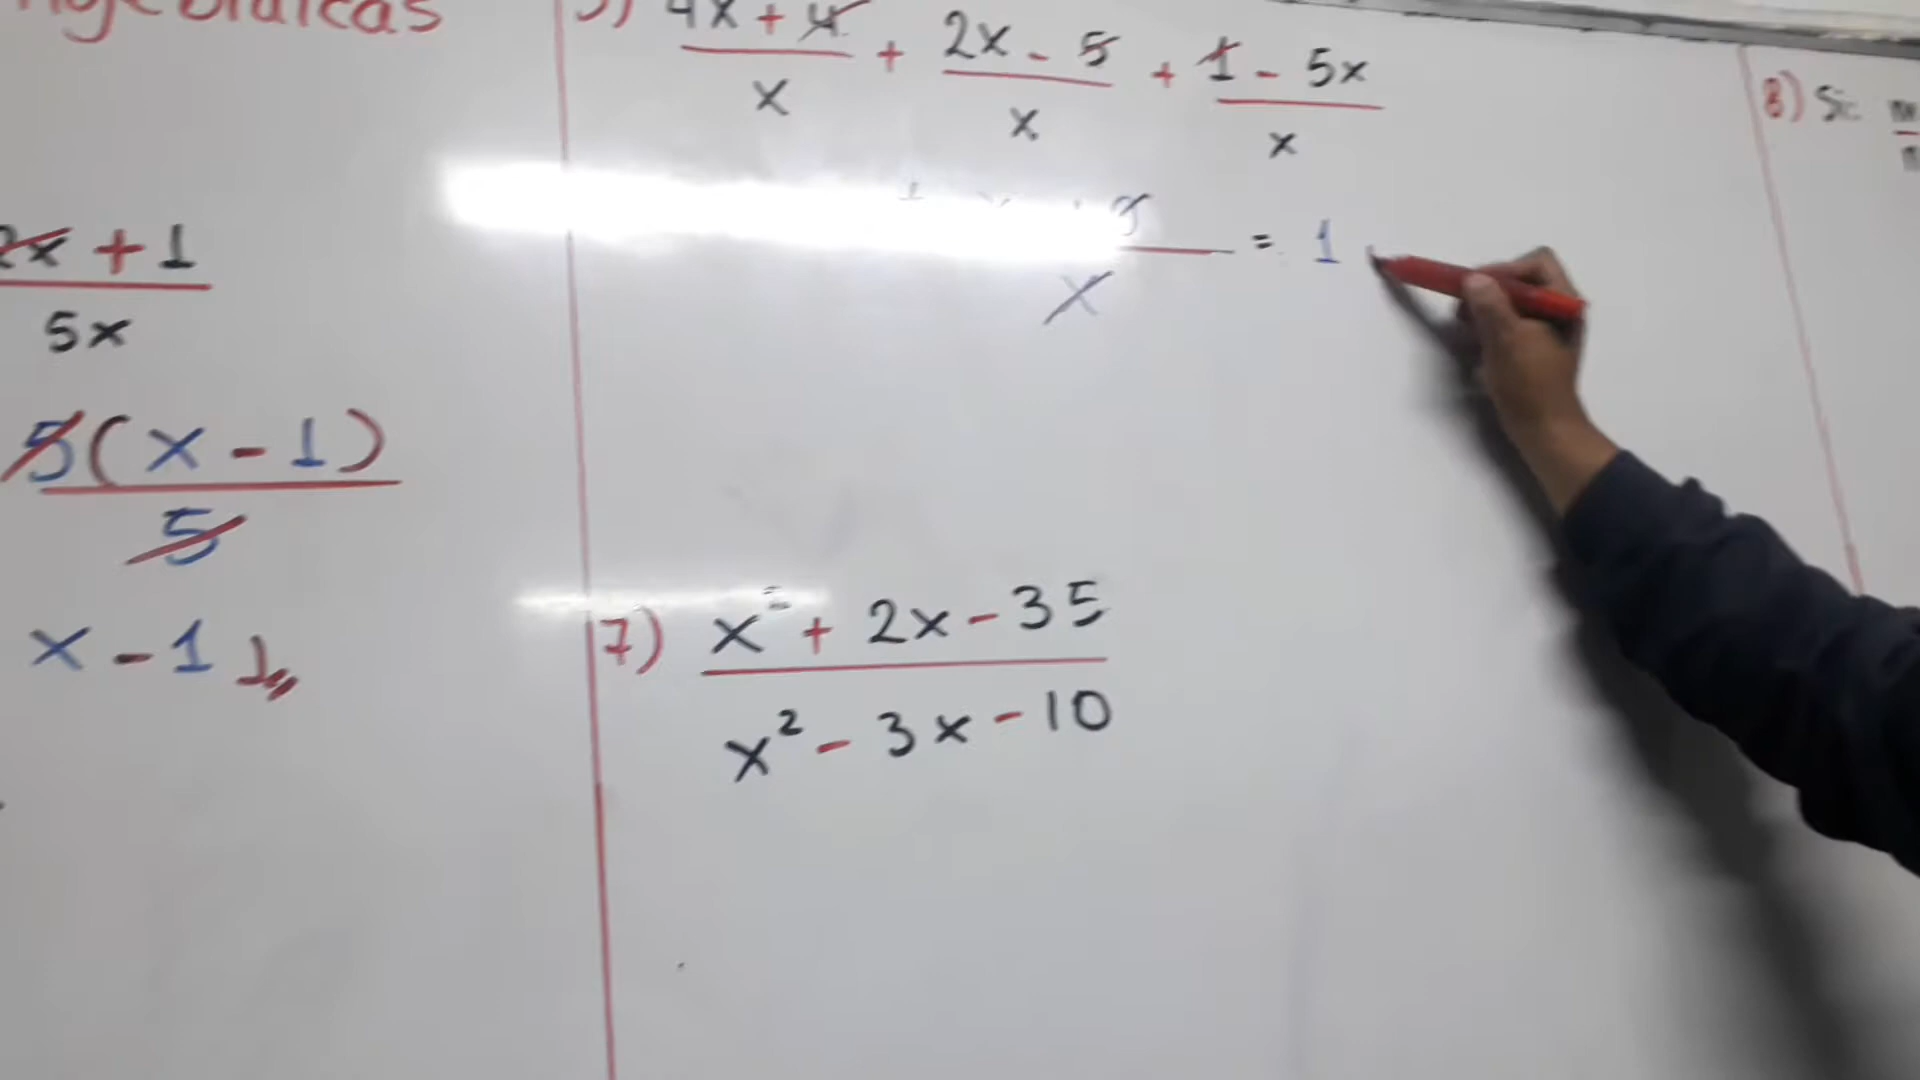 2x + 1
5x
5(x - 1)
5
x - 1
4x + 4 + 2x - 5 + 1 - 5x
x x x
= 1
x
7) x² + 2x - 35
x² - 3x - 10
8) Si: